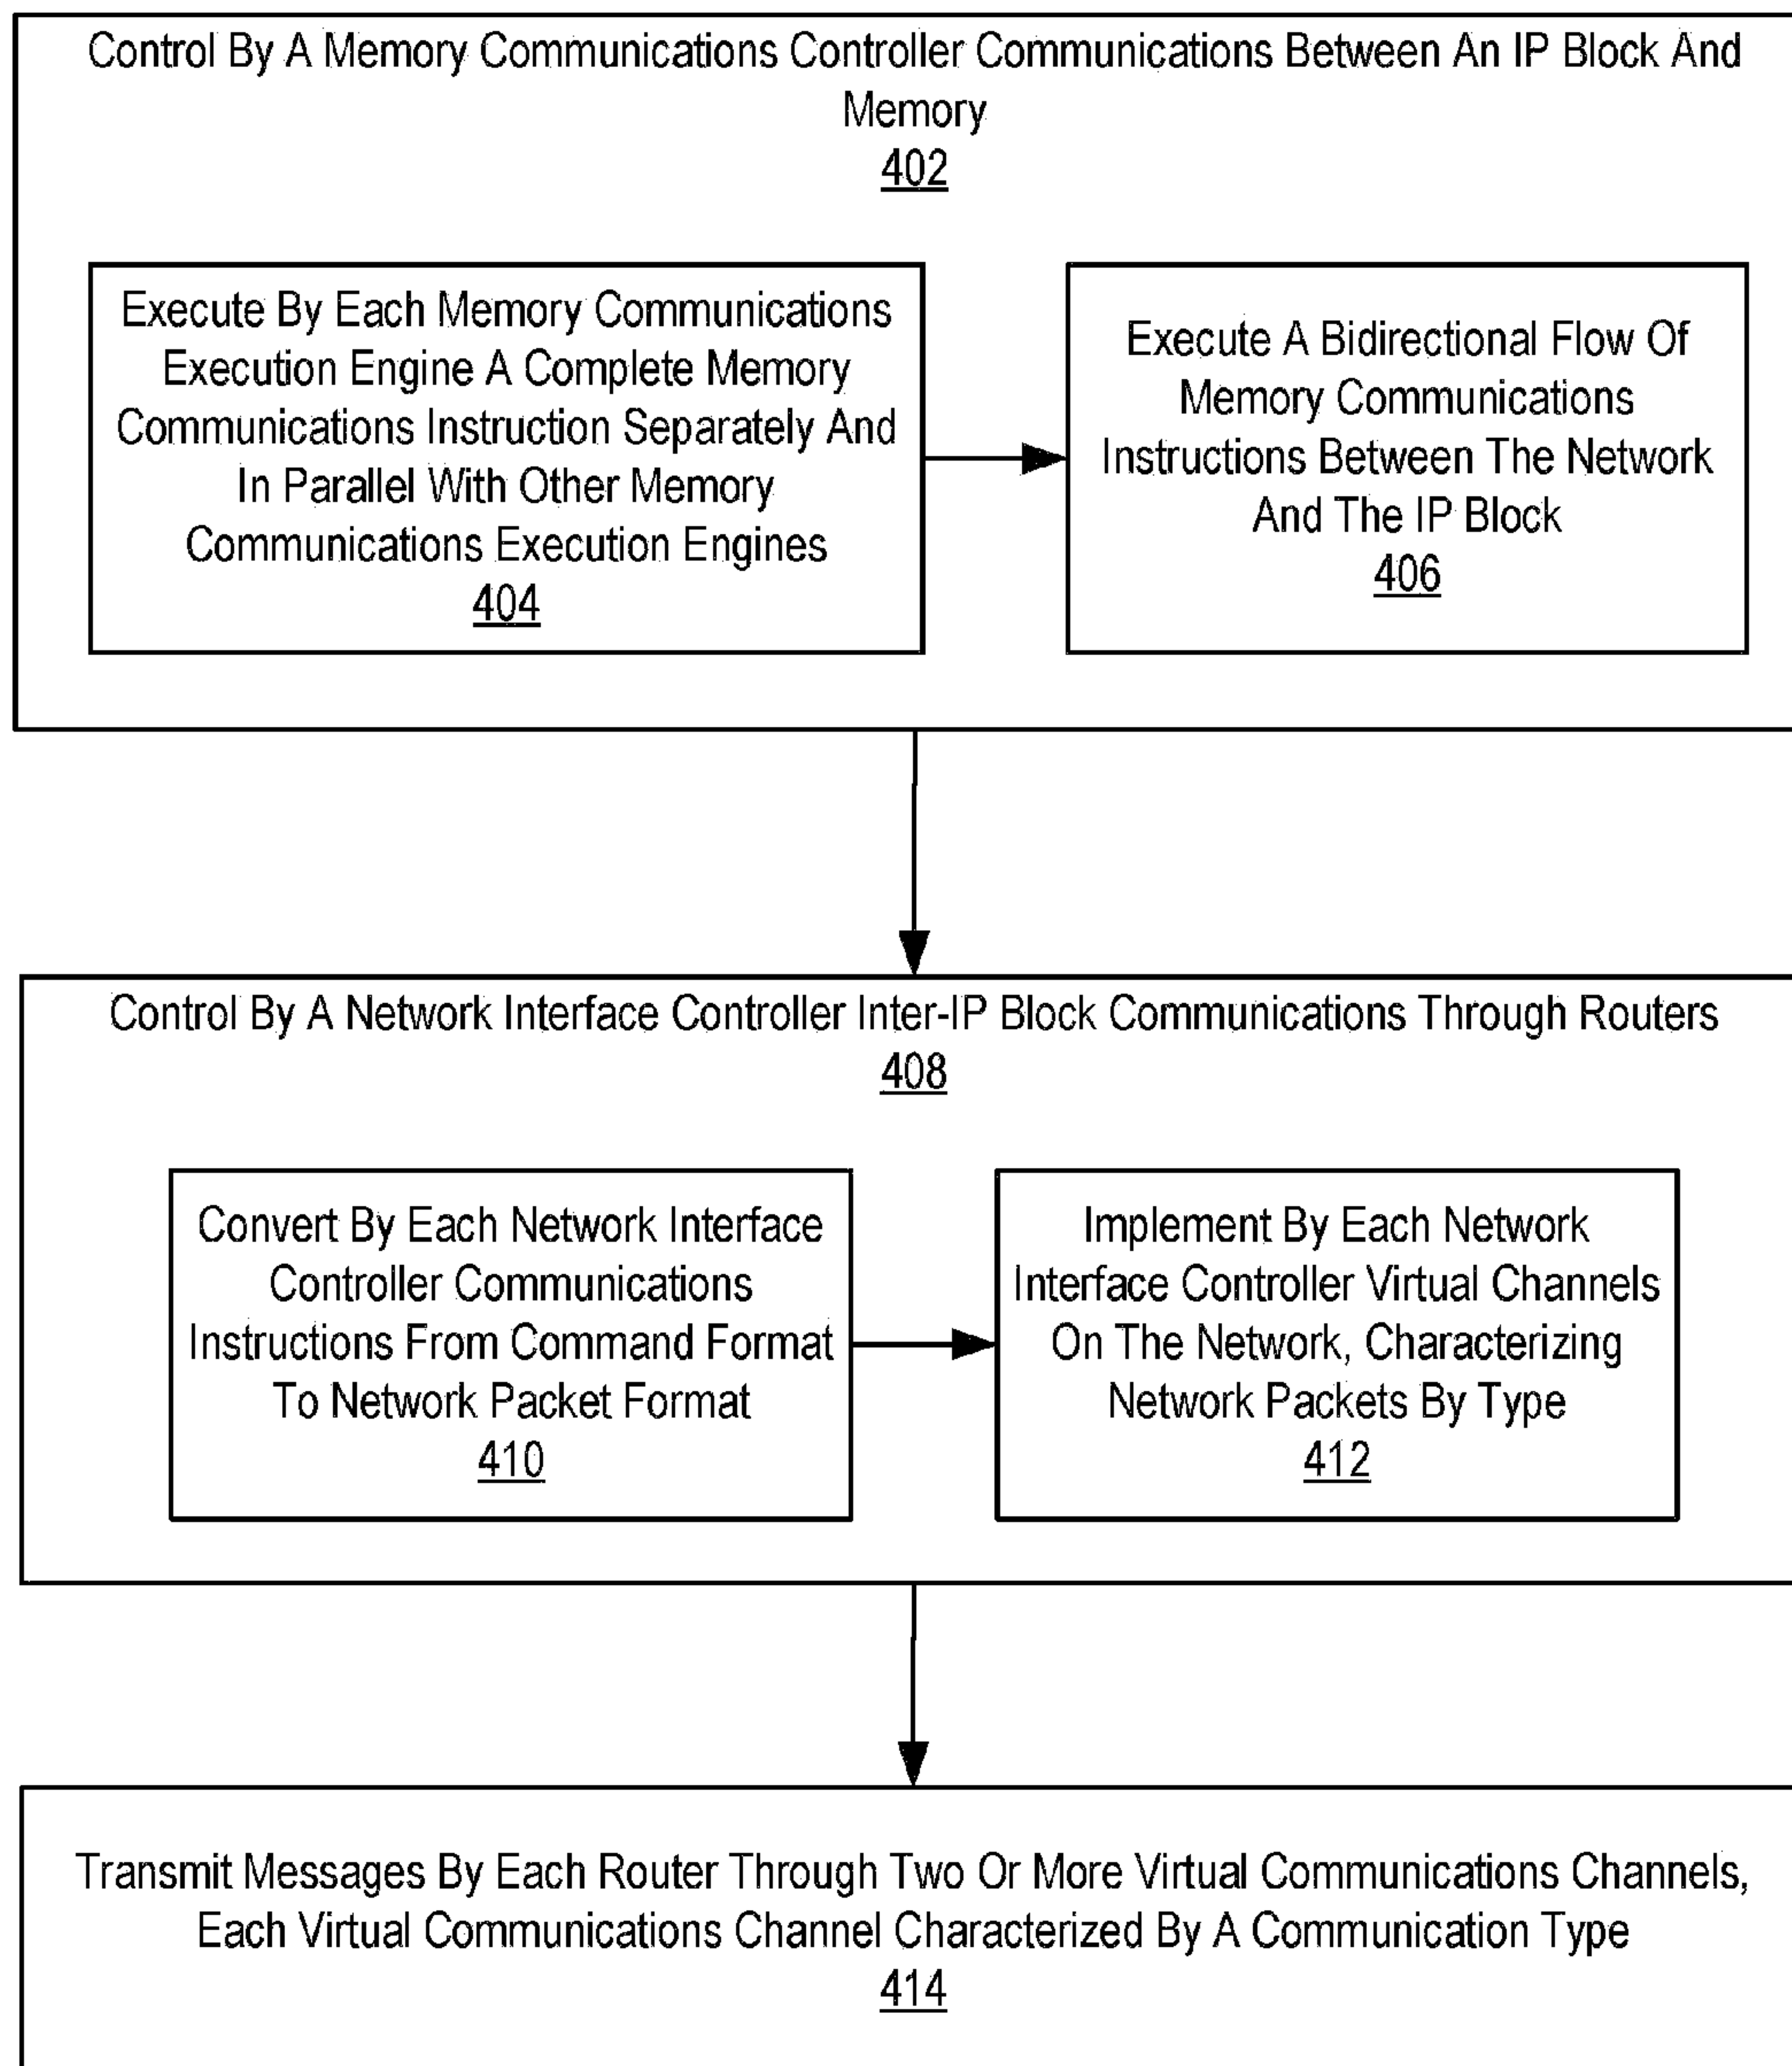 Control By A Memory Communications Controller Communications Between An IP Block And
Memory
402
Execute By Each Memory Communications
Execution Engine A Complete Memory
Communications Instruction Separately And
In Parallel With Other Memory
Communications Execution Engines
404
Execute A Bidirectional Flow Of
Memory Communications
Instructions Between The Network
And The IP Block
406
Control By A Network Interface Controller Inter-IP Block Communications Through Routers
408
Convert By Each Network Interface
Controller Communications
Instructions From Command Format
To Network Packet Format
410
Implement By Each Network
Interface Controller Virtual Channels
On The Network, Characterizing
Network Packets By Type
412
Transmit Messages By Each Router Through Two Or More Virtual Communications Channels,
Each Virtual Communications Channel Characterized By A Communication Type
414